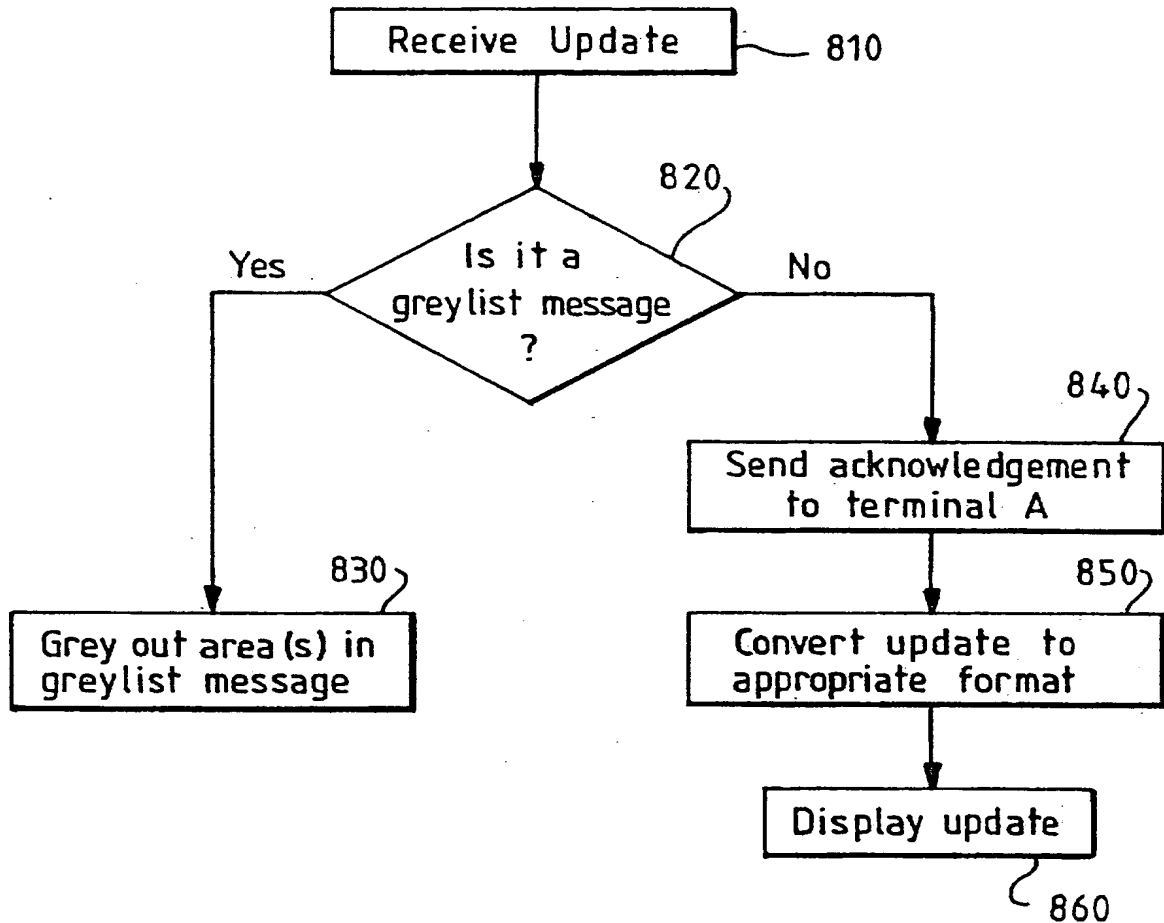 Receive Update
810
820
Is it a
greylist message
?
Yes
No
840
Send acknowledgement
to terminal A
830
850
Grey out area(s) in
greylist message
Convert update to
appropriate format
Display update
860